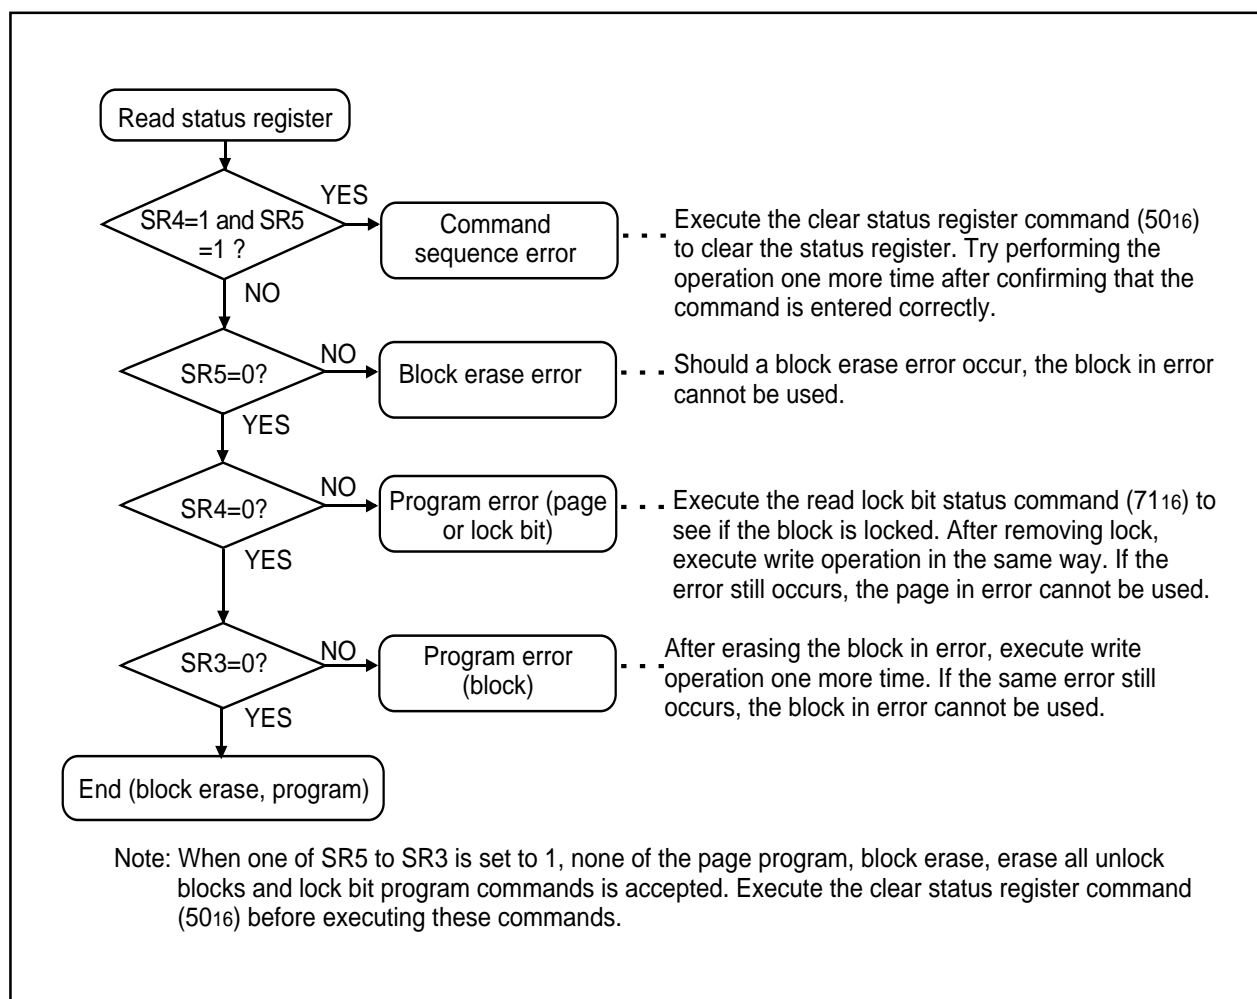 Read status register
SR4=1 and SR5
=1 ?
YES
Command
sequence error
Execute the clear status register command (5016)
to clear the status register. Try performing the
operation one more time after confirming that the
command is entered correctly.
NO
SR5=0?
NO
Block erase error
Should a block erase error occur, the block in error
cannot be used.
YES
SR4=0?
NO
Program error (page
or lock bit)
Execute the read lock bit status command (7116) to
see if the block is locked. After removing lock,
execute write operation in the same way. If the
error still occurs, the page in error cannot be used.
YES
SR3=0?
NO
Program error
(block)
After erasing the block in error, execute write
operation one more time. If the same error still
occurs, the block in error cannot be used.
YES
End (block erase, program)
Note: When one of SR5 to SR3 is set to 1, none of the page program, block erase, erase all unlock
blocks and lock bit program commands is accepted. Execute the clear status register command
(5016) before executing these commands.